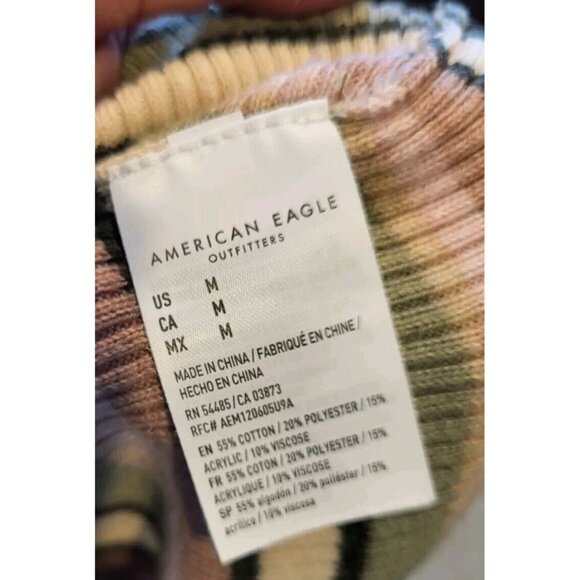 AMERICAN EAGLE
OUTFITTERS
US M
CA M
MX M
MADE IN CHINA / FABRIQUÉ EN CHINE /
HECHO EN CHINA
RN 54485 / CA 03873
RFC# AEM120605U9A
EN 55% COTTON / 20% POLYESTER / 15%
ACRYLIC / 10% VISCOSE
FR 55% COTON / 20% POLYESTER / 15%
ACRYLIQUE / 10% VISCOSE
SP 55% algodón / 20% poliéster / 15%
acrílico / 10% viscosa